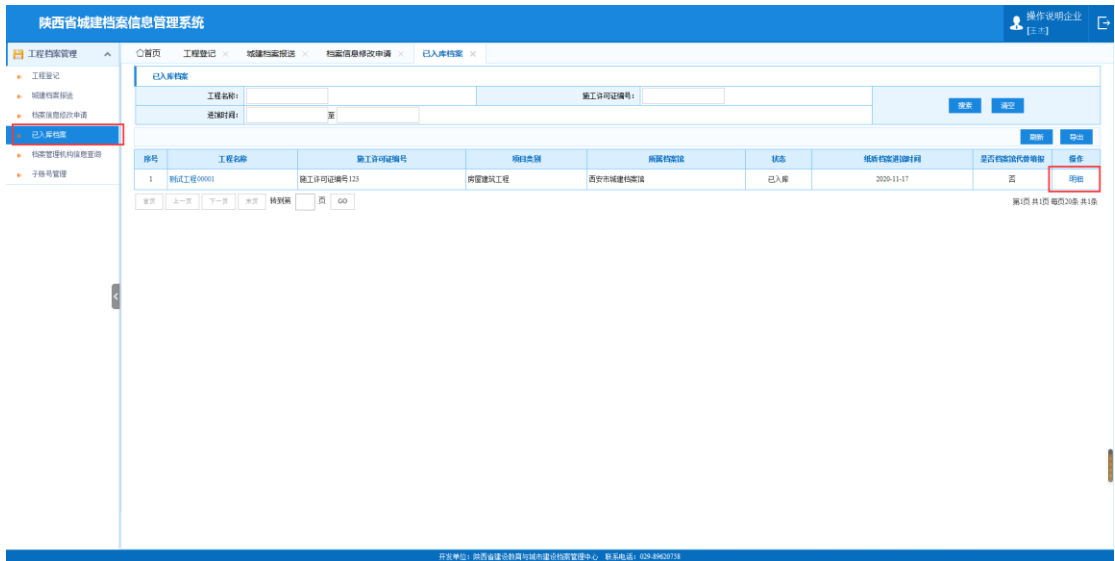 陕西省城建档案信息管理系统
操作说明企业
[王杰]
工程档案管理
首页 工程登记 城建档案报送 档案信息修改申请 已入库档案
工程登记
城建档案报送
档案信息修改申请
已入库档案
档案管理机构信息查询
子账号管理
已入库档案
工程名称: 施工许可证编号:
进馆时间: 至
搜索 清空
刷新 导出
序号 工程名称 施工许可证编号 项目类别 所属档案馆 状态 纸质档案进馆时间 是否档案馆代替填报 操作
1 测试工程00001 施工许可证编号123 房屋建筑工程 西安市城建档案馆 已入库 2020-11-17 否 明细
首页 上一页 下一页 末页 转到第 页 GO 第1页 共1页 每页20条 共1条
开发单位: 陕西省建设教育与城市建设档案管理中心 联系电话: 029-89620758